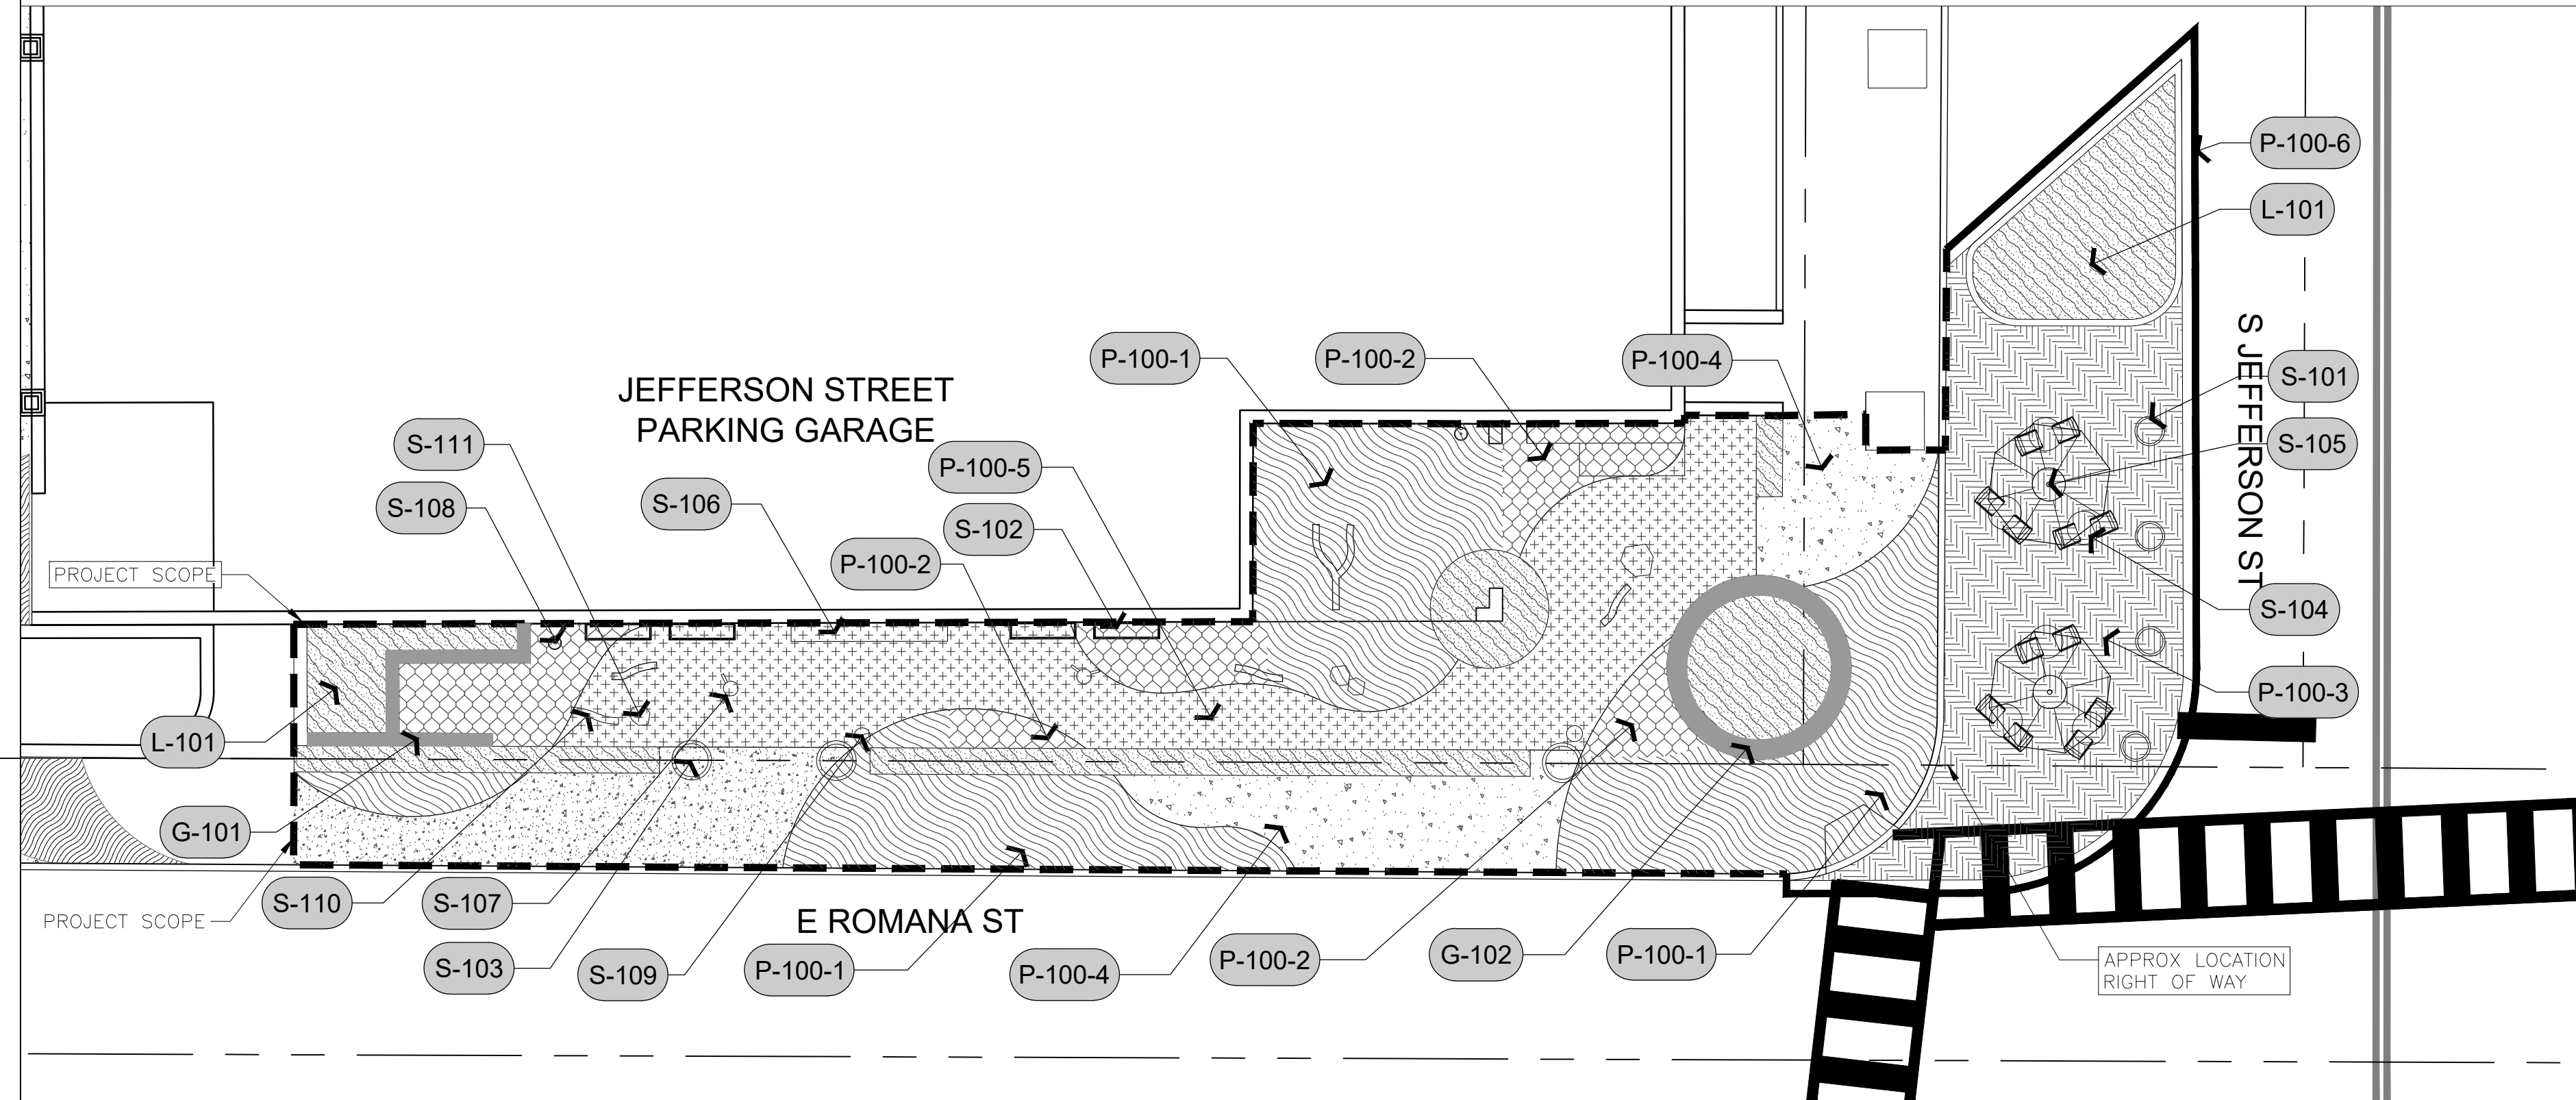 P-100-6
L-101
S JEFFERSON ST
P-100-1
P-100-2
P-100-4
S-101
JEFFERSON STREET
PARKING GARAGE
S-111
S-105
P-100-5
S-108
S-106
S-102
P-100-2
PROJECT SCOPE
S-104
P-100-3
L-101
G-101
S-110
S-107
PROJECT SCOPE
E ROMANA ST
S-103
S-109
P-100-1
P-100-4
P-100-2
G-102
P-100-1
APPROX LOCATION
RIGHT OF WAY